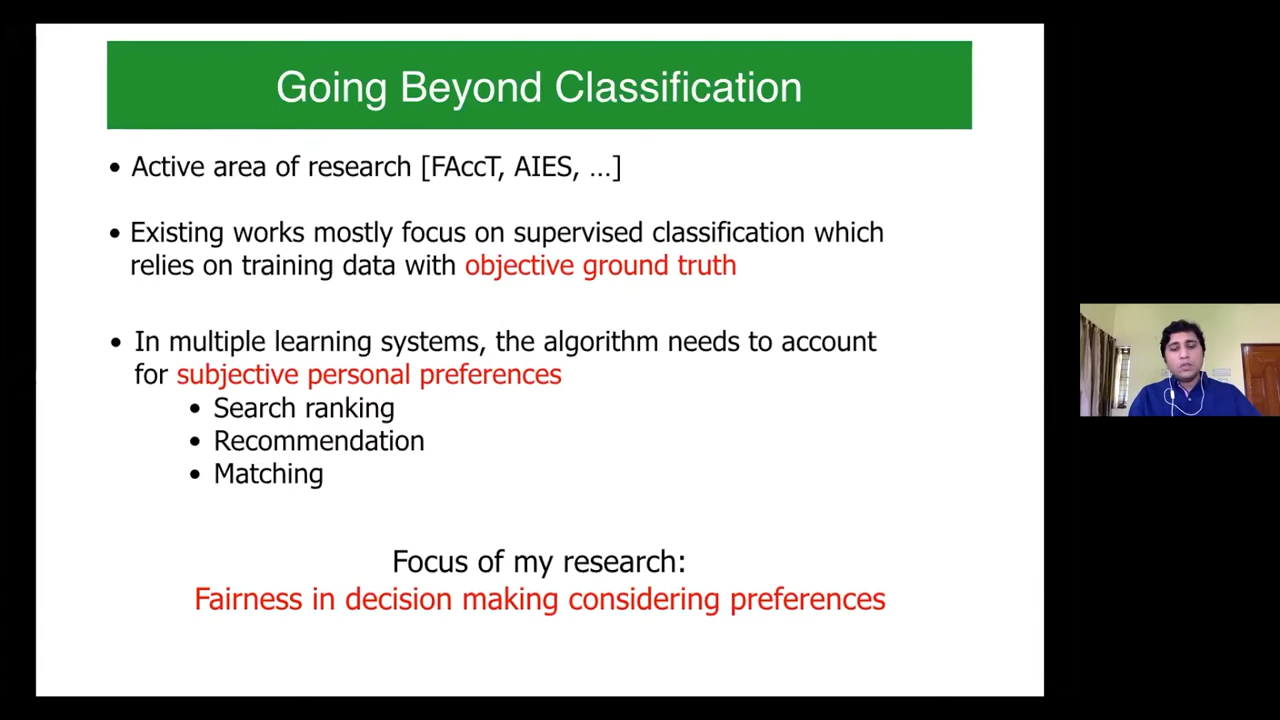 Going Beyond Classification
• Active area of research [FAccT, AIES, ...]
• Existing works mostly focus on supervised classification which
relies on training data with objective ground truth
• In multiple learning systems, the algorithm needs to account
for subjective personal preferences
• Search ranking
• Recommendation
• Matching
Focus of my research:
Fairness in decision making considering preferences